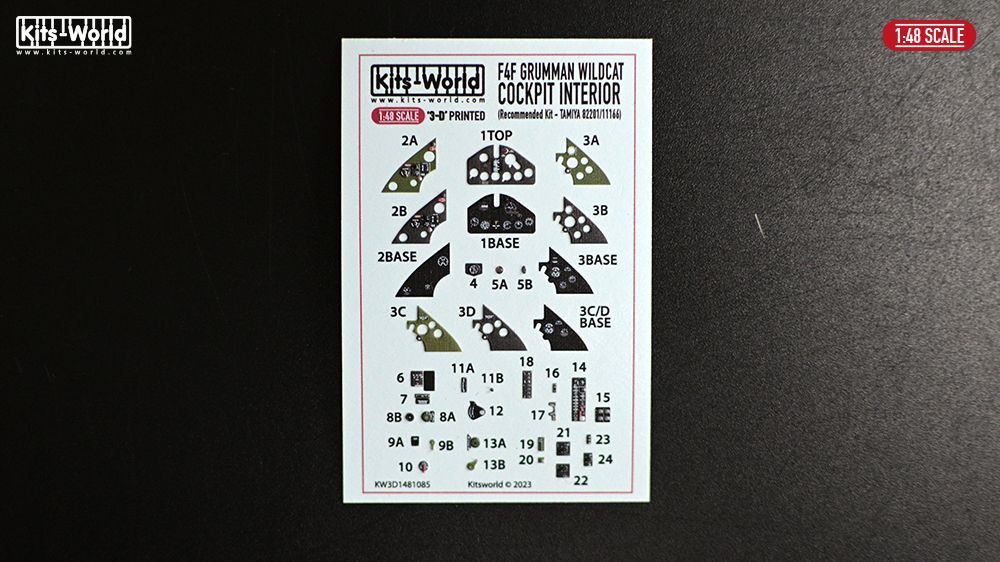 Kits-World
www.kits-world.com
1:48 SCALE
Kits-World
www.kits-world.com
1:48 SCALE "3-D" PRINTED
F4F GRUMMAN WILDCAT
COCKPIT INTERIOR
(Recommended Kit - TAMIYA 82281/11166)
2A
1TOP
3A
2B
3B
1BASE
2BASE
3BASE
4
5A
5B
3C
3D
3C/D
BASE
6
11A
11B
18
16
14
7
12
17
15
8B
8A
9A
9B
13A
19
21
23
10
13B
20
24
22
KW3D1481085
Kitsworld © 2023